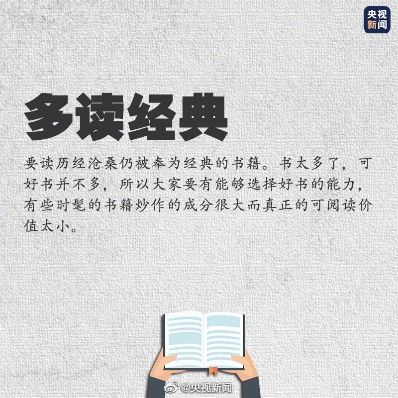 央视
新闻
多读经典
要读历经沧桑仍被奉为经典的书籍。书太多了，可
好书并不多，所以大家要有能够选择好书的能力，
有些时髦的书籍炒作的成分很大而真正的可阅读价
值太小。
@央视新闻